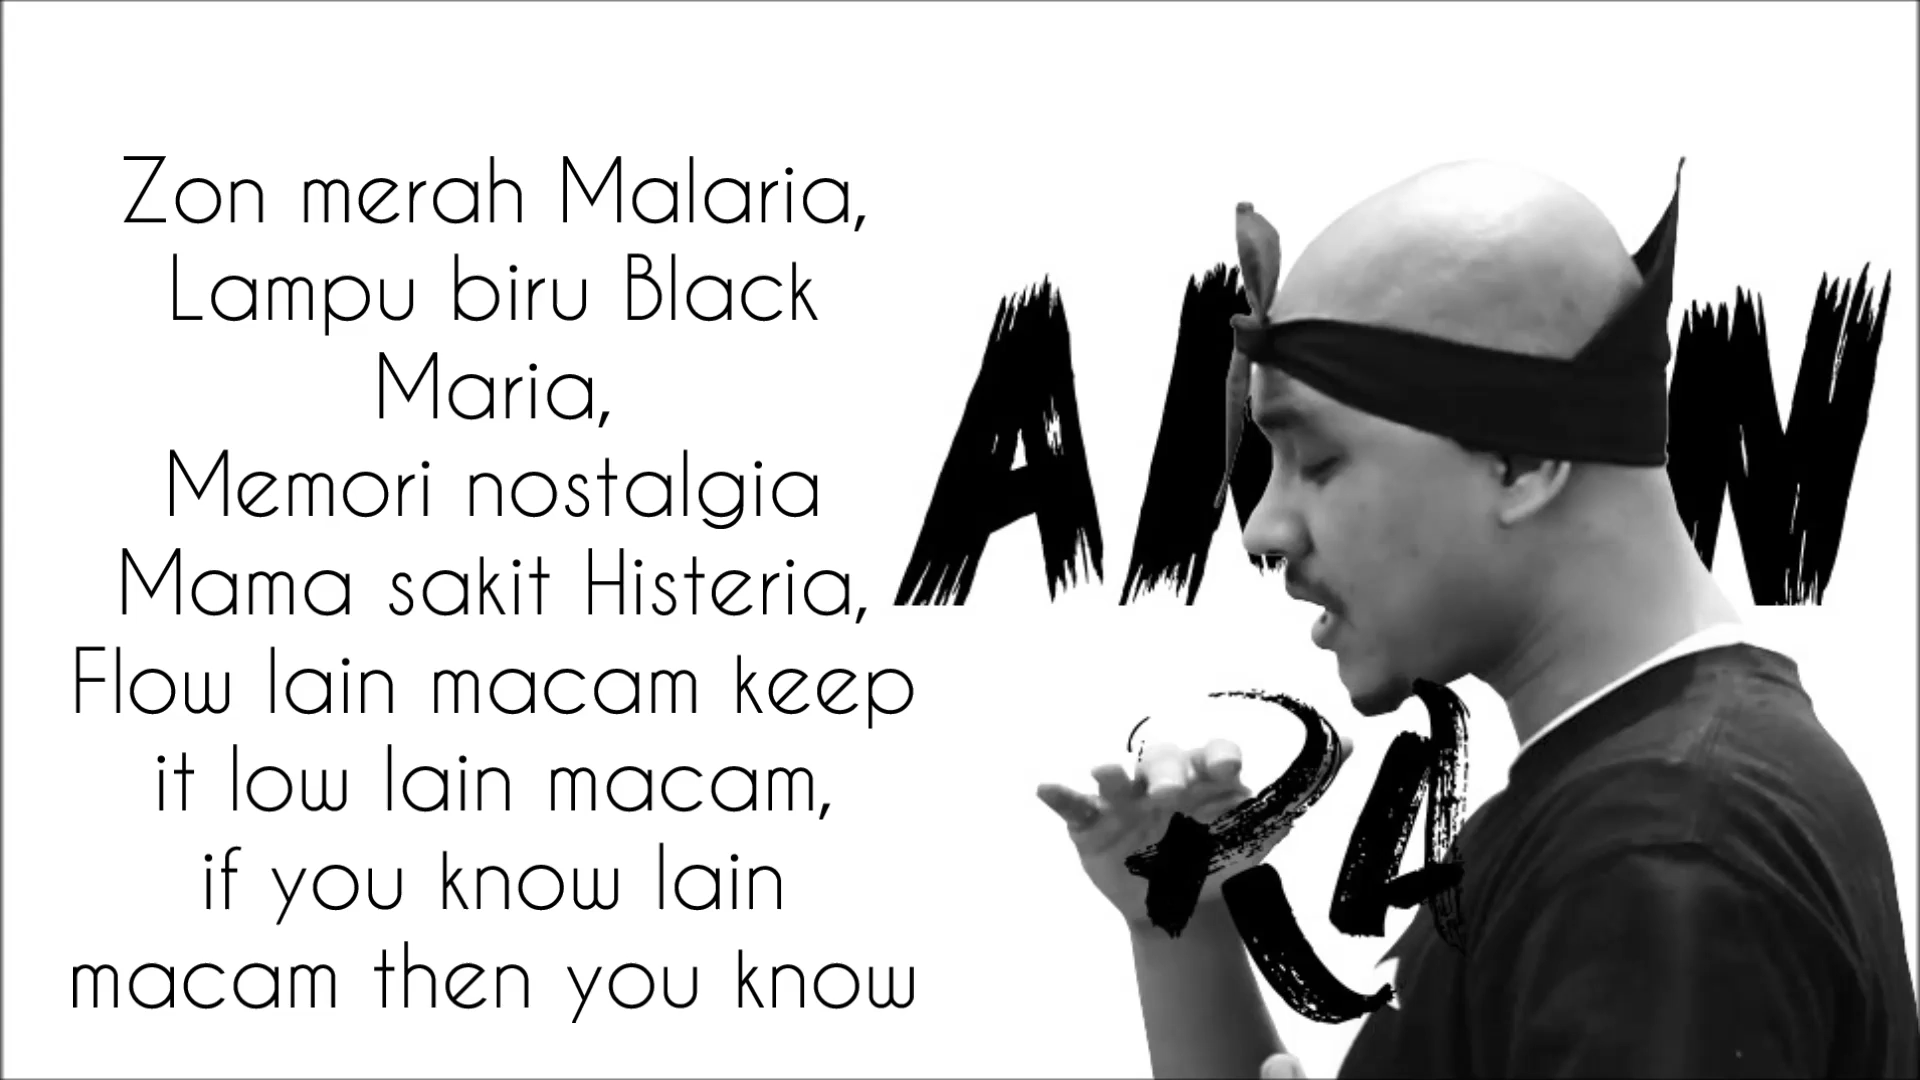 Zon merah Malaria,
Lampu biru Black
Maria,
Memori nostalgia
Mama sakit Histeria,
Flow lain macam keep
it low lain macam,
if you know lain
macam then you know
RA